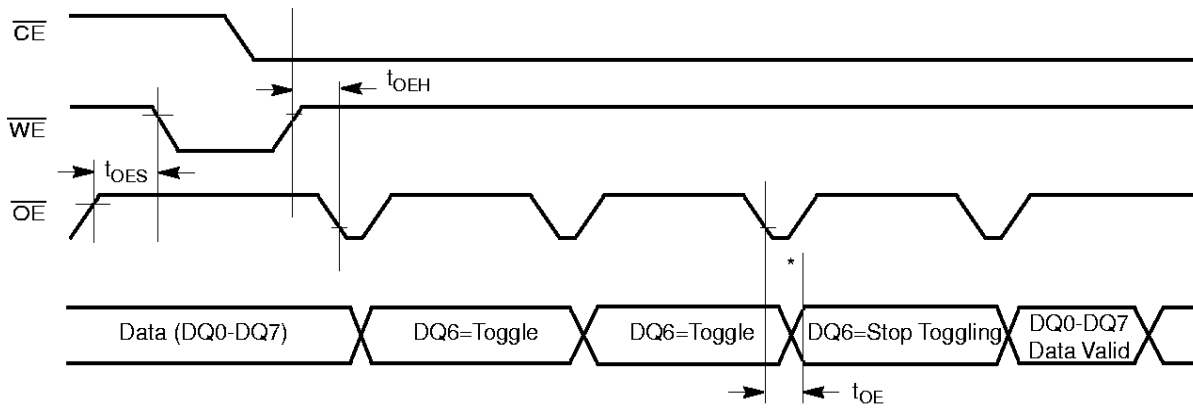 CE
tOEH
WE
tOES
OE
*
Data (DQ0-DQ7)
DQ6=Toggle
DQ6=Toggle
DQ6=Stop Toggling
DQ0-DQ7
Data Valid
tOE